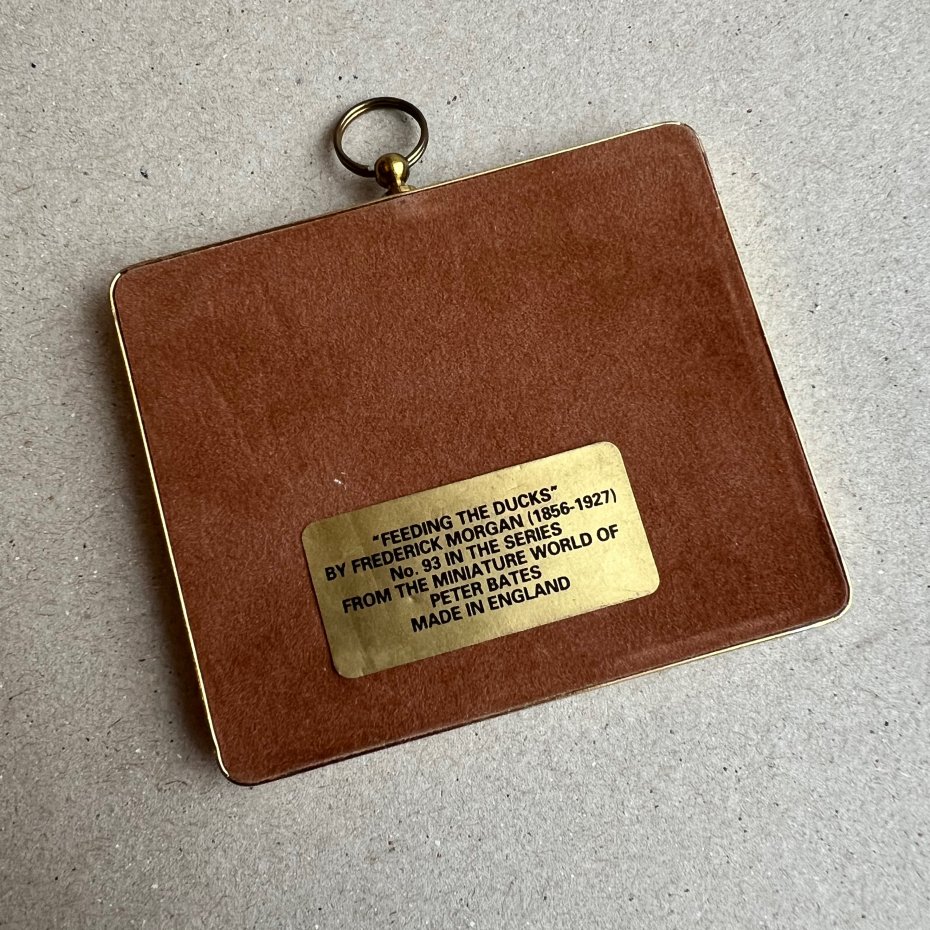 "FEEDING THE DUCKS"
BY FREDERICK MORGAN (1856-1927)
No. 93 IN THE SERIES
FROM THE MINIATURE WORLD OF
PETER BATES
MADE IN ENGLAND